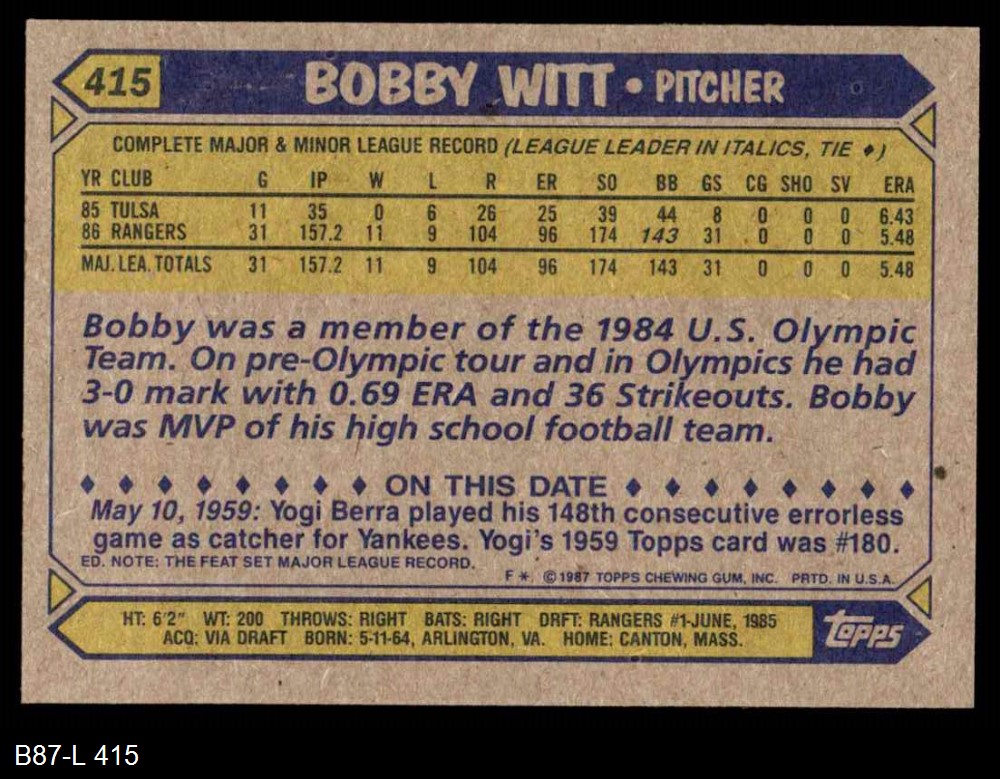 415 BOBBY WITT • PITCHER
COMPLETE MAJOR & MINOR LEAGUE RECORD (LEAGUE LEADER IN ITALICS, TIE ♦)
YR CLUB G IP W L R ER SO BB GS CG SHO SV ERA
85 TULSA 11 35 0 6 26 25 39 44 8 0 0 0 6.43
86 RANGERS 31 157.2 11 9 104 96 174 143 31 0 0 0 5.48
MAJ. LEA. TOTALS 31 157.2 11 9 104 96 174 143 31 0 0 0 5.48
Bobby was a member of the 1984 U.S. Olympic
Team. On pre-Olympic tour and in Olympics he had
3-0 mark with 0.69 ERA and 36 Strikeouts. Bobby
was MVP of his high school football team.
♦ ♦ ♦ ♦ ♦ ♦ ♦ ♦ ON THIS DATE ♦ ♦ ♦ ♦ ♦ ♦ ♦ ♦
May 10, 1959: Yogi Berra played his 148th consecutive errorless
game as catcher for Yankees. Yogi's 1959 Topps card was #180.
ED. NOTE: THE FEAT SET MAJOR LEAGUE RECORD.
F * © 1987 TOPPS CHEWING GUM, INC. PRTD. IN U.S.A.
HT: 6'2" WT: 200 THROWS: RIGHT BATS: RIGHT DRFT: RANGERS #1-JUNE, 1985
ACQ: VIA DRAFT BORN: 5-11-64, ARLINGTON, VA. HOME: CANTON, MASS.
topps
B87-L 415